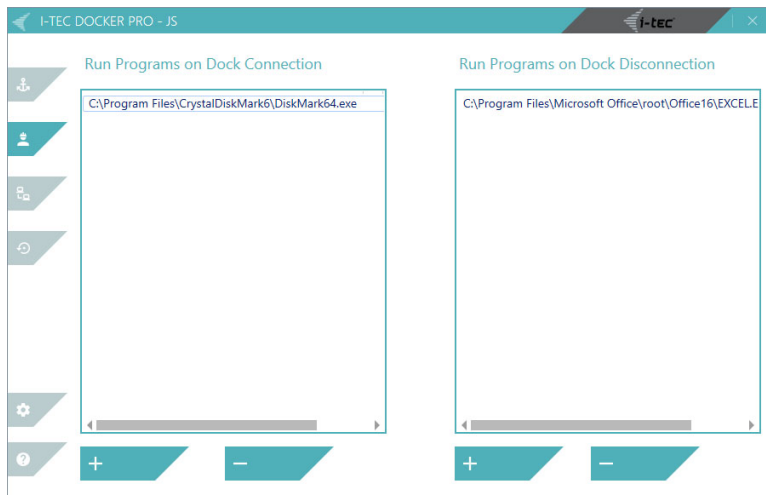 I-TEC DOCKER PRO - JS
i-tec
Run Programs on Dock Connection
Run Programs on Dock Disconnection
C:\Program Files\CrystalDiskMark6\DiskMark64.exe
C:\Program Files\Microsoft Office\root\Office16\EXCEL.E